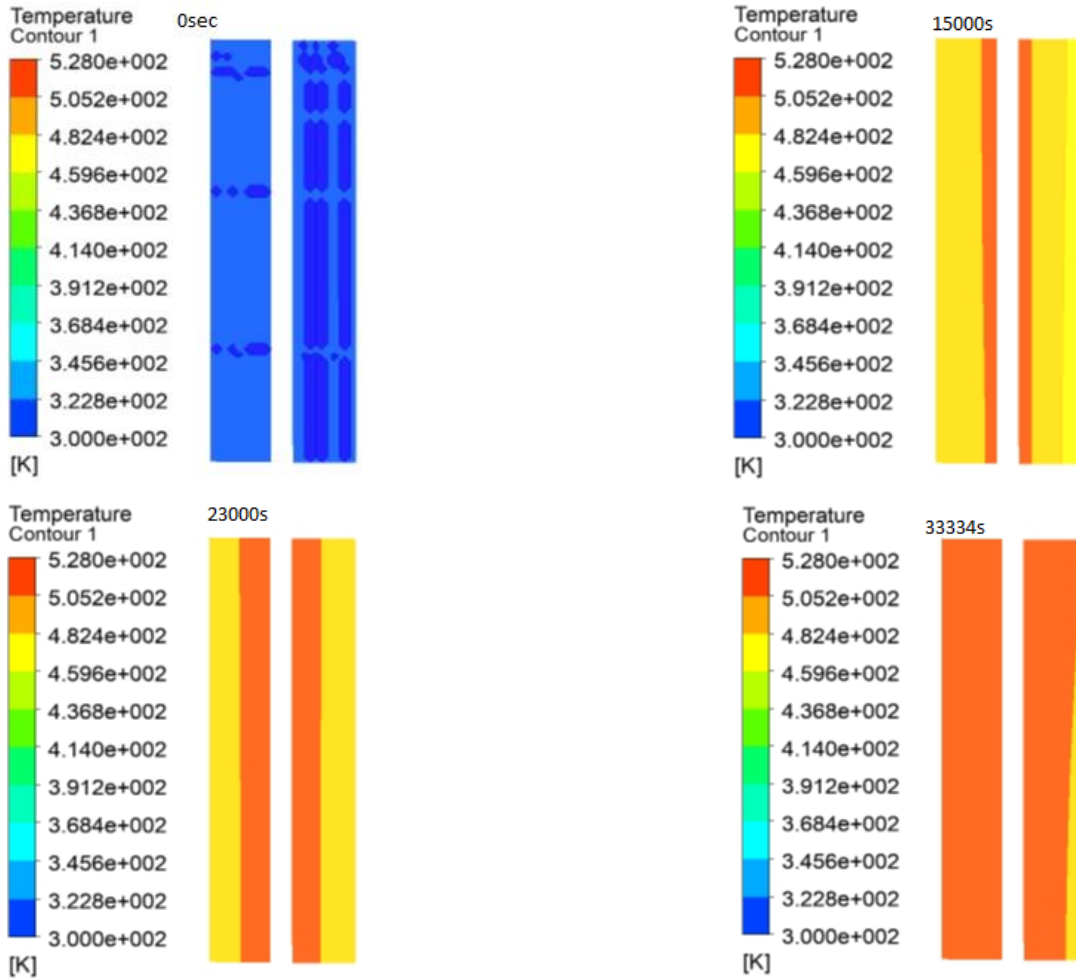 Temperature
Contour 1
0sec
5.280e+002
5.052e+002
4.824e+002
4.596e+002
4.368e+002
4.140e+002
3.912e+002
3.684e+002
3.456e+002
3.228e+002
3.000e+002
[K]
Temperature
Contour 1
15000s
5.280e+002
5.052e+002
4.824e+002
4.596e+002
4.368e+002
4.140e+002
3.912e+002
3.684e+002
3.456e+002
3.228e+002
3.000e+002
[K]
Temperature
Contour 1
23000s
5.280e+002
5.052e+002
4.824e+002
4.596e+002
4.368e+002
4.140e+002
3.912e+002
3.684e+002
3.456e+002
3.228e+002
3.000e+002
[K]
Temperature
Contour 1
33334s
5.280e+002
5.052e+002
4.824e+002
4.596e+002
4.368e+002
4.140e+002
3.912e+002
3.684e+002
3.456e+002
3.228e+002
3.000e+002
[K]